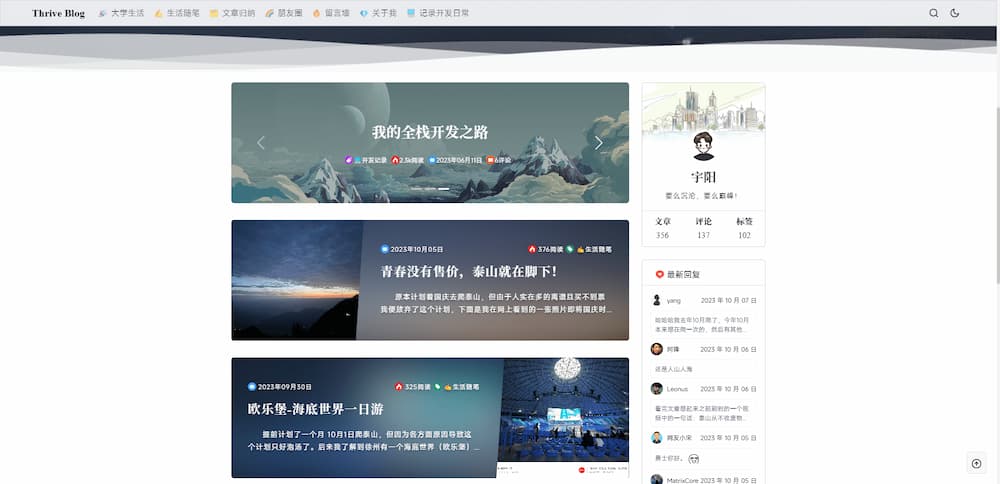 Thrive Blog 大学生活 生活随笔 文章归纳 朋友圈 留言墙 关于我 记录开发日常
我的全栈开发之路
开发记录 2.3k阅读 2023年06月11日 6评论
2023年10月05日 376阅读 生活随笔
青春没有售价,泰山就在脚下!
原本计划着国庆去爬泰山,但由于人实在多的离谱且买不到票
我便放弃了这个计划,下面是我在网上看到的一张照片即将国庆时...
2023年09月30日 325阅读 生活随笔
欧乐堡-海底世界一日游
提前计划了一个月 10月1日爬泰山,但因为各方面原因导致这
个计划只好泡汤了。后来我了解到徐州有一个海底世界(欧乐堡)...
宇阳
要么沉沦,要么巅峰!
文章 评论 标签
356 137 102
最新回复
yang 2023 年 10 月 07 日
哈哈哈我去年10月爬了,今年10月
本来想在爬一次的,然后有其他...
阿锋 2023 年 10 月 06 日
还是人山人海
Leonus 2023 年 10 月 06 日
看完文章想起来之前刷到的一个视
频中的一句话,泰山从不收废物...
网友小宋 2023 年 10 月 05 日
勇士你好。
MatrixCore 2023 年 10 月 05 日